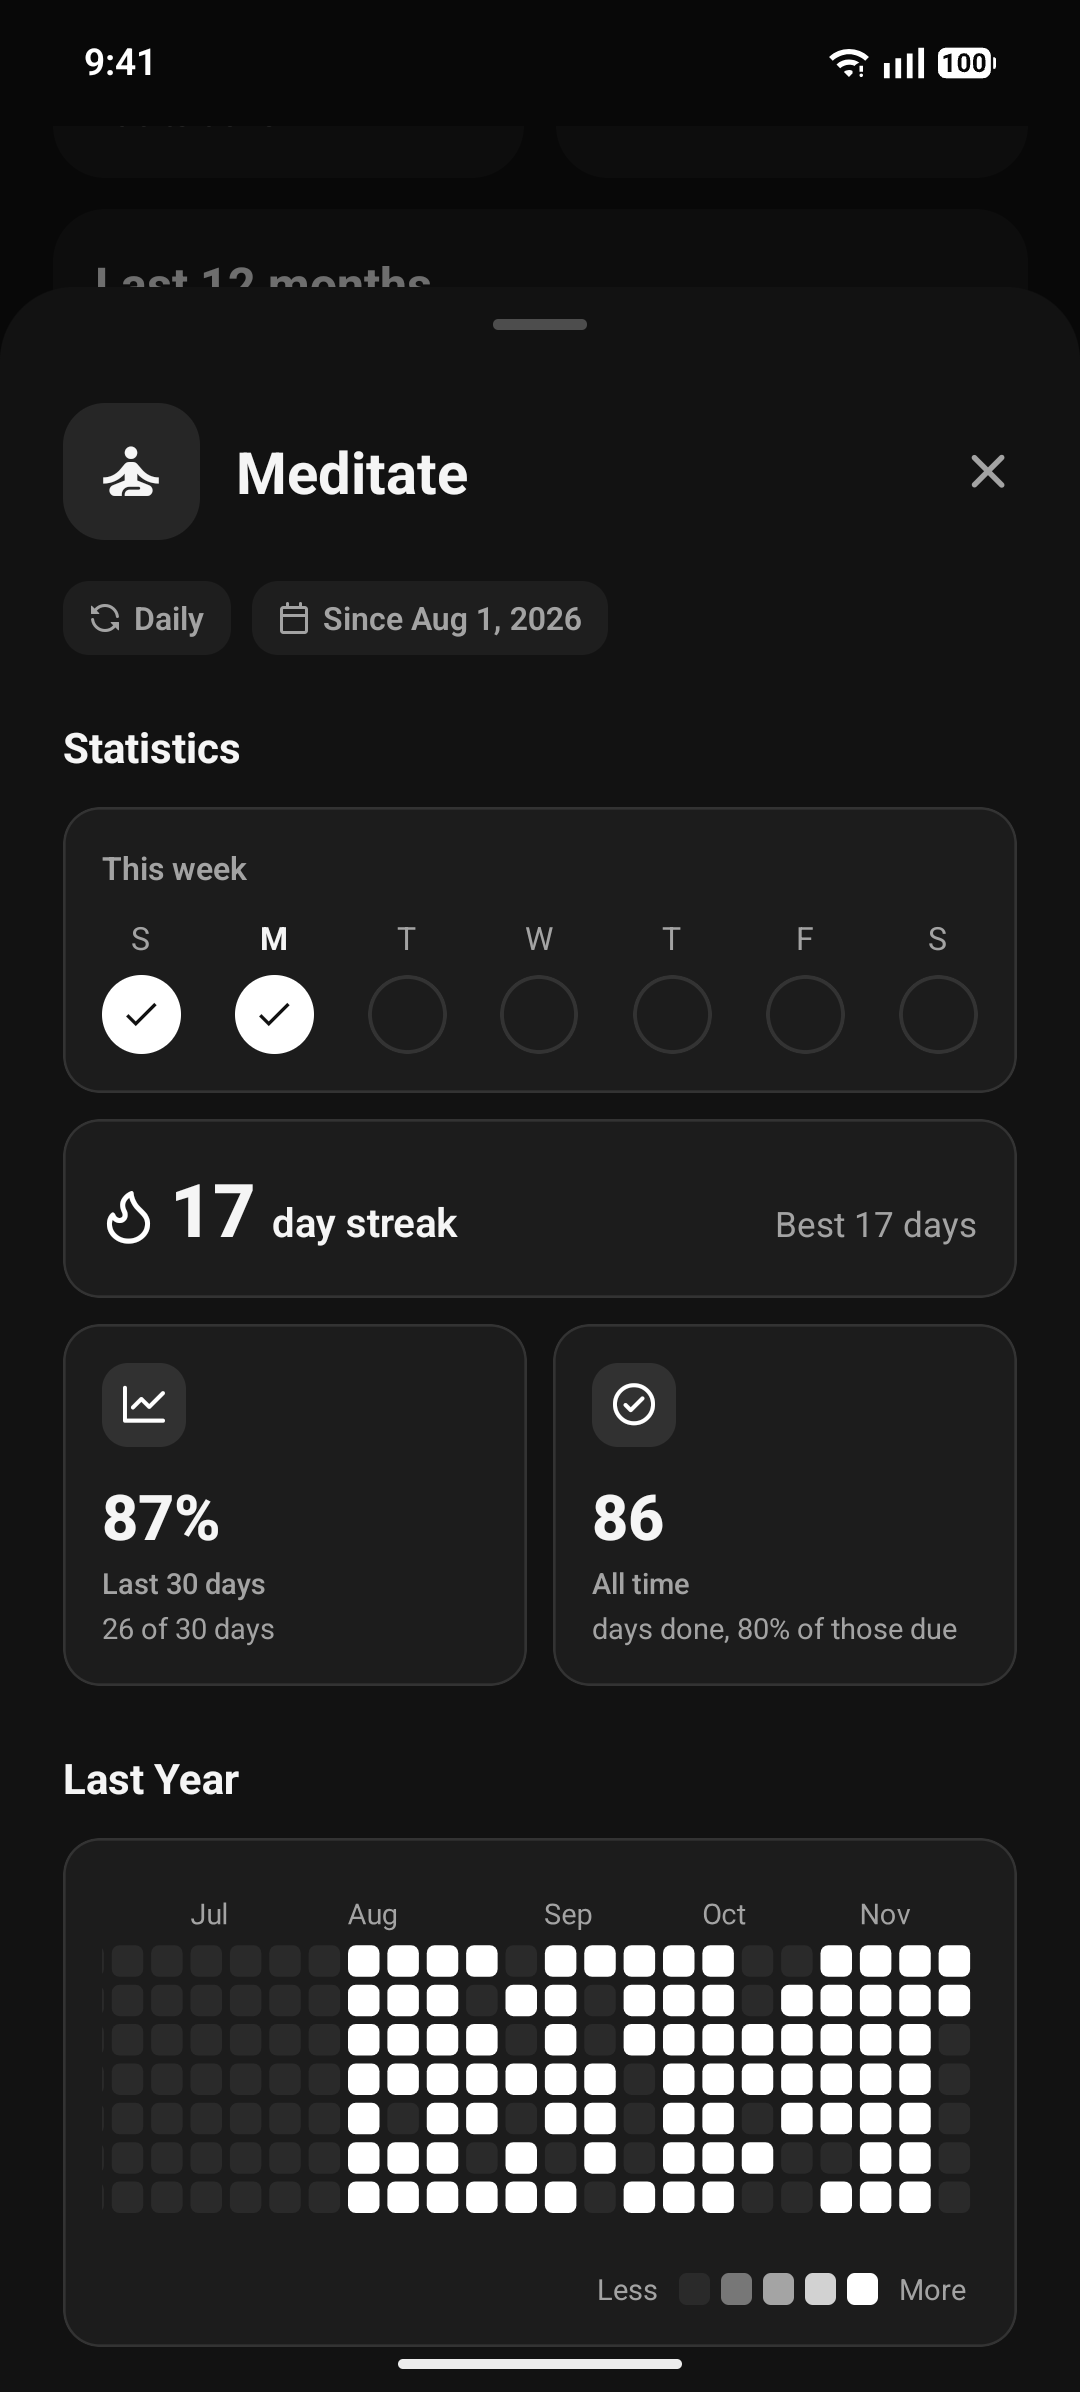 9:41
100
Last 12 months
Meditate
Daily
Since Aug 1, 2026
Statistics
This week
S M T W T F S
17 day streak
Best 17 days
87%
Last 30 days
26 of 30 days
86
All time
days done, 80% of those due
Last Year
Jul Aug Sep Oct Nov
Less
More